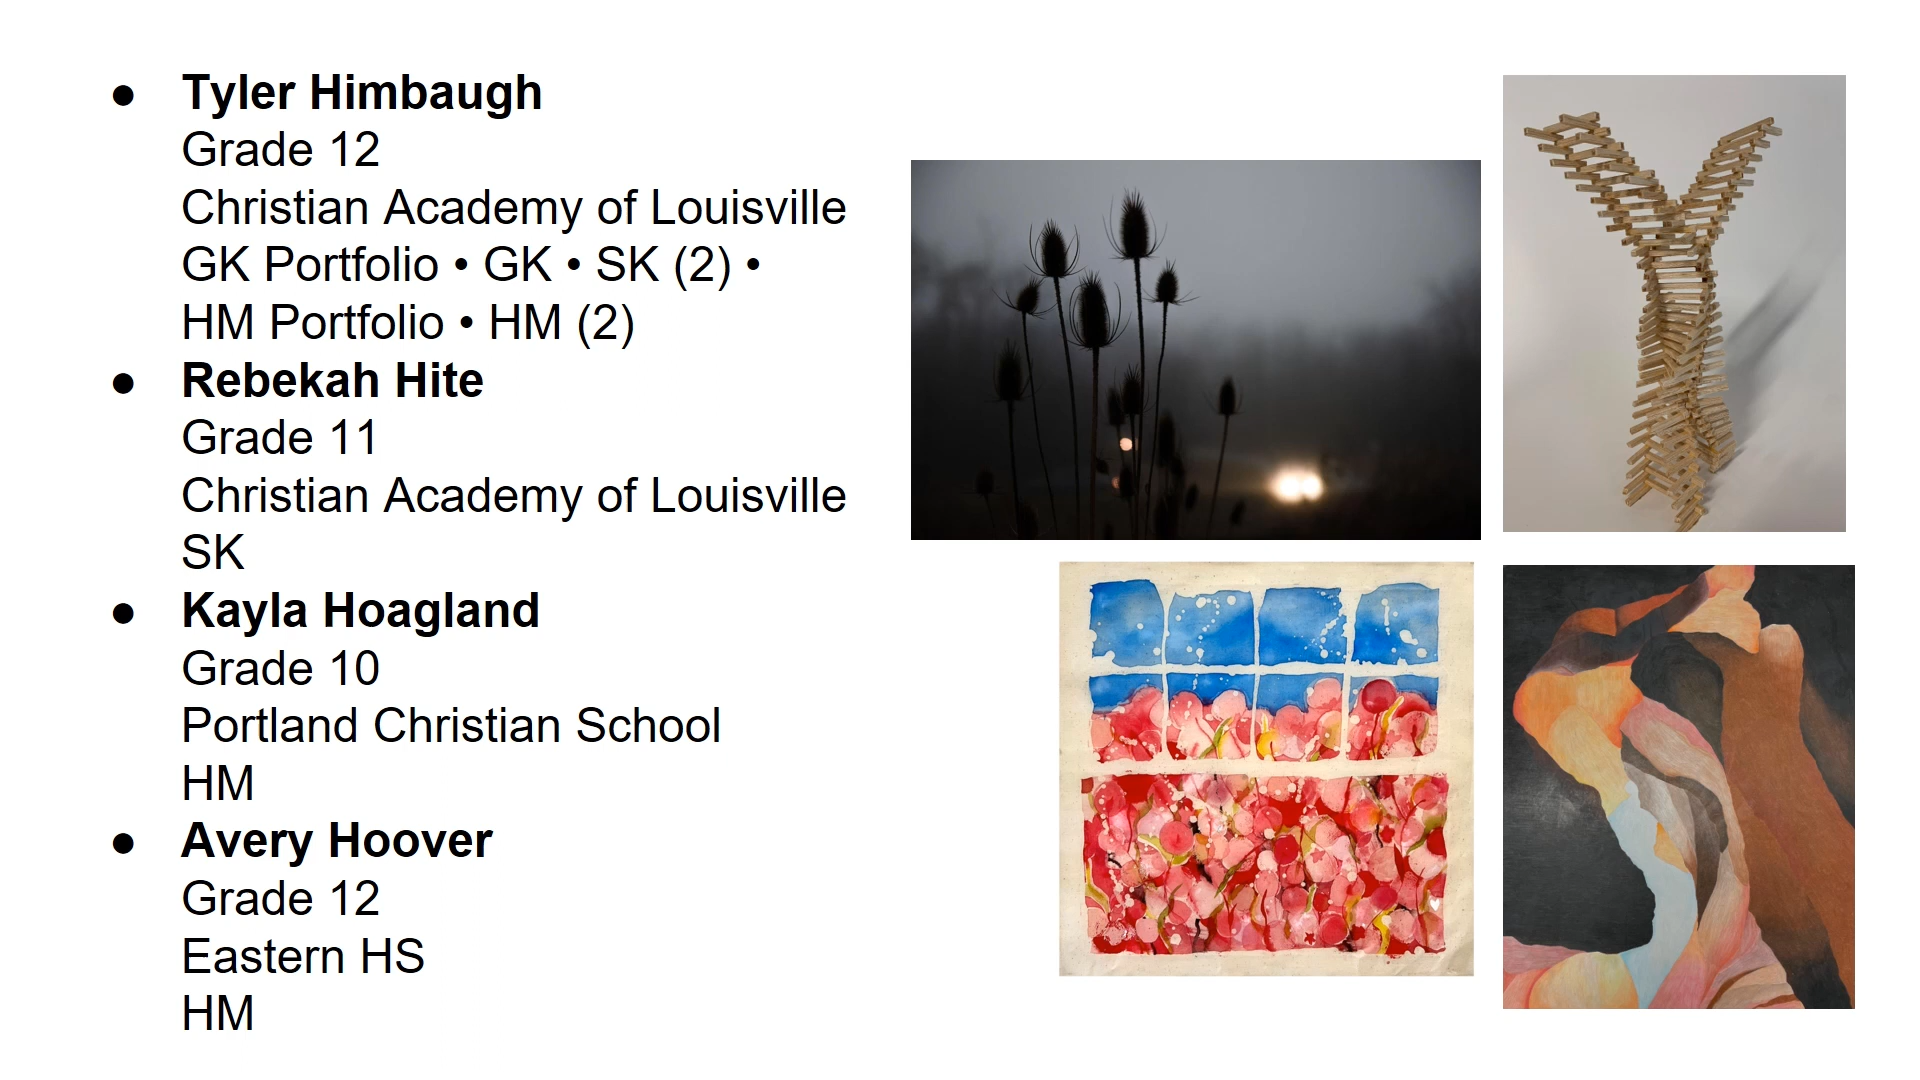 ● Tyler Himbaugh
Grade 12
Christian Academy of Louisville
GK Portfolio • GK • SK (2) •
HM Portfolio • HM (2)
● Rebekah Hite
Grade 11
Christian Academy of Louisville
SK
● Kayla Hoagland
Grade 10
Portland Christian School
HM
● Avery Hoover
Grade 12
Eastern HS
HM